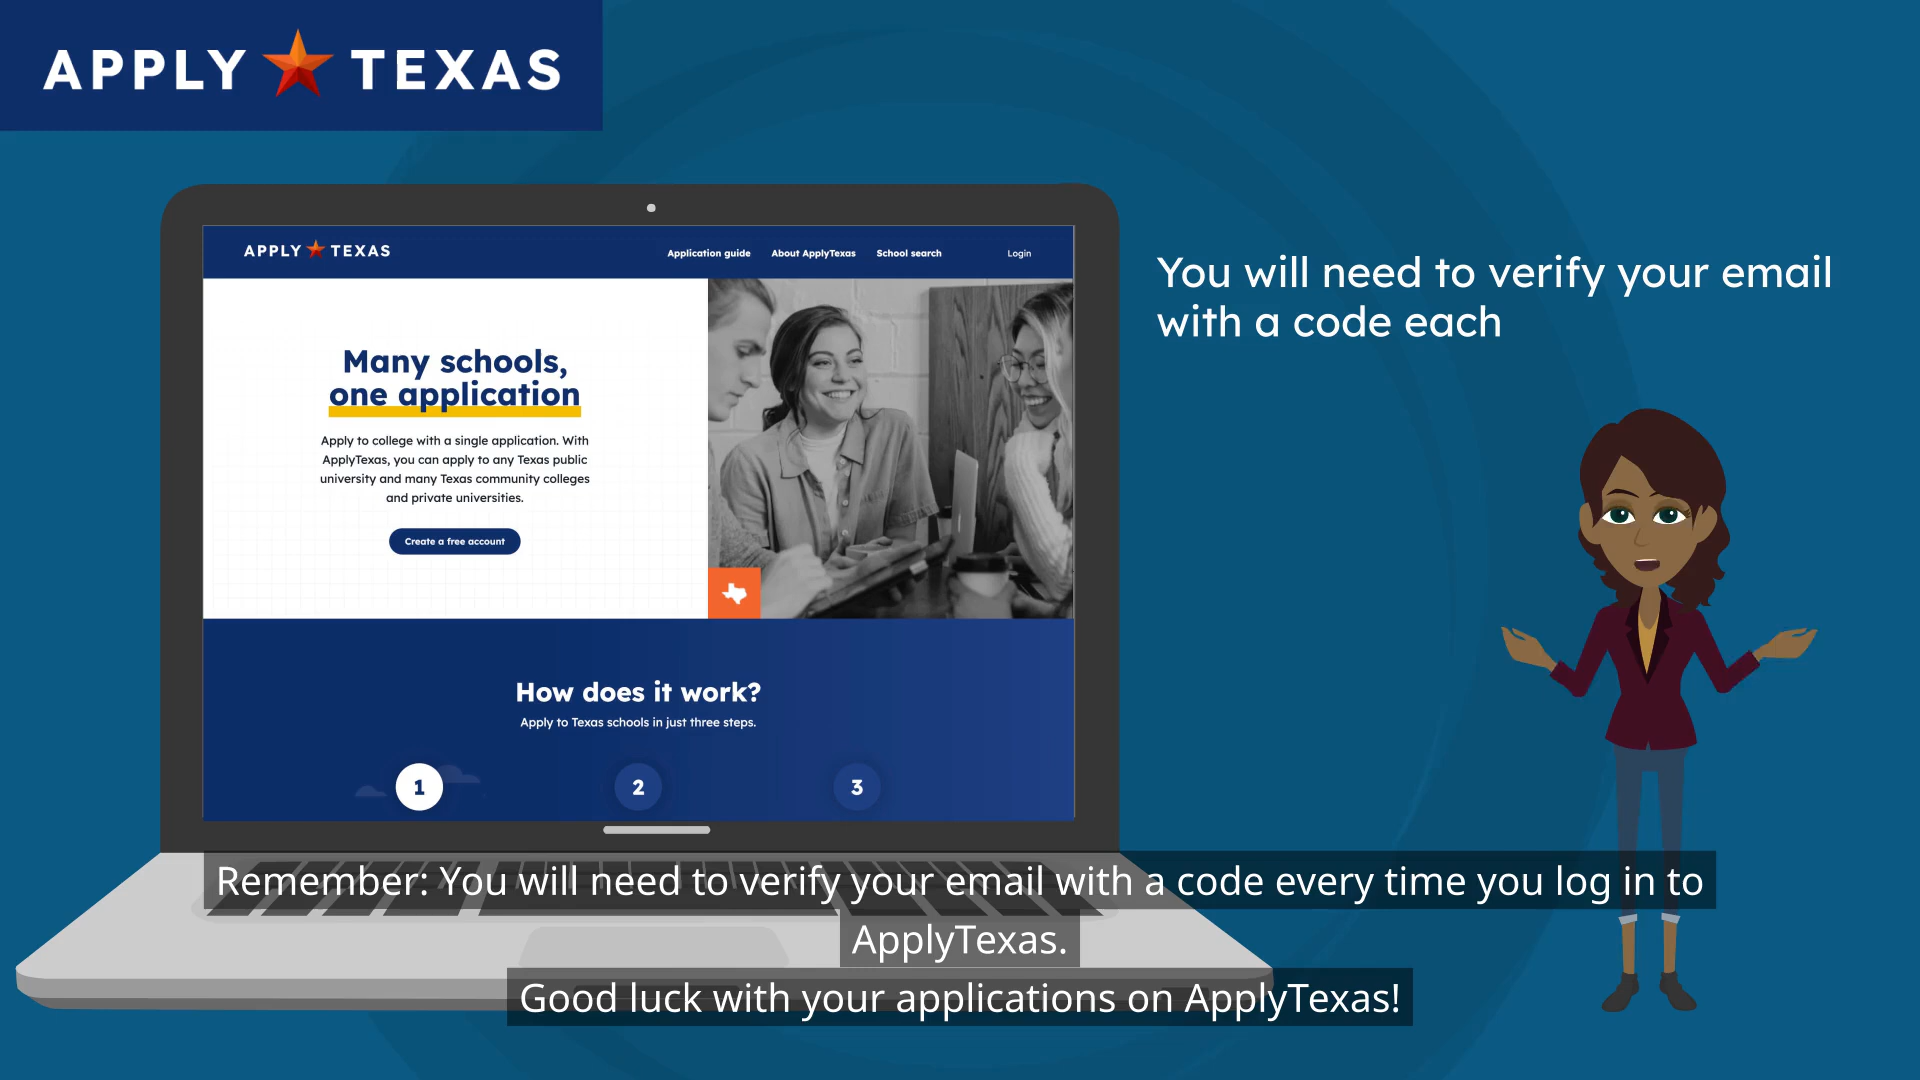 APPLY TEXAS
APPLY TEXAS
Application guide
About ApplyTexas
School search
Login
Many schools,
one application
Apply to college with a single application. With
ApplyTexas, you can apply to any Texas public
university and many Texas community colleges
and private universities.
Create a free account
How does it work?
Apply to Texas schools in just three steps.
1
2
3
You will need to verify your email
with a code each
Remember: You will need to verify your email with a code every time you log in to
ApplyTexas.
Good luck with your applications on ApplyTexas!